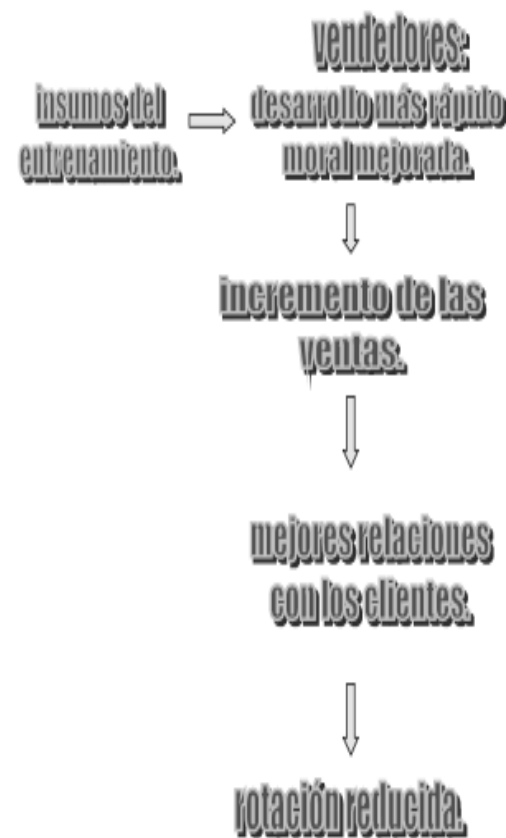 insumos del
entrenamiento.
vendedores:
desarrollo más rápido
moral mejorada.
incremento de las
ventas.
mejores relaciones
con los clientes.
rotación reducida.